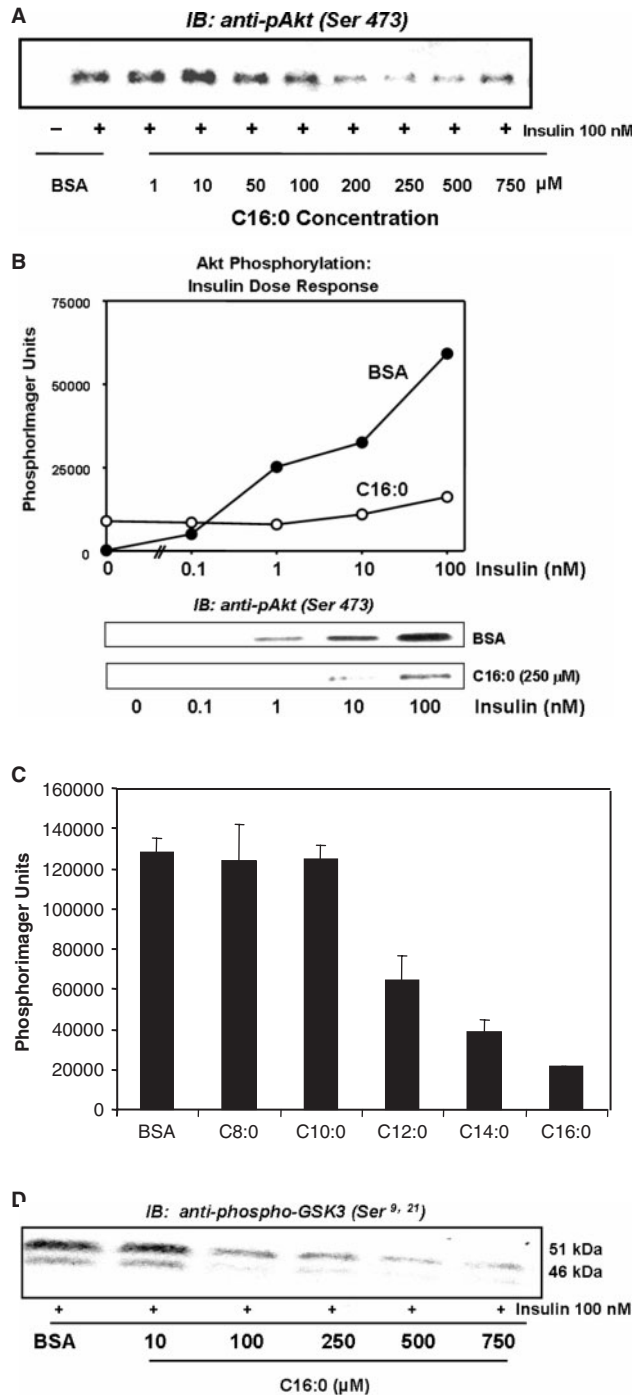 A
IB: anti-pAkt (Ser 473)
– + + + + + + + + + Insulin 100 nM
BSA 1 10 50 100 200 250 500 750 µM
C16:0 Concentration
B
Akt Phosphorylation:
Insulin Dose Response
75000
50000
25000
0
PhosphorImager Units
BSA
C16:0
0 0.1 1 10 100 Insulin (nM)
IB: anti-pAkt (Ser 473)
BSA
C16:0 (250 µM)
0 0.1 1 10 100 Insulin (nM)
C
160000
140000
120000
100000
80000
60000
40000
20000
0
Phosphorimager Units
BSA C8:0 C10:0 C12:0 C14:0 C16:0
D
IB: anti-phospho-GSK3 (Ser 9, 21)
51 kDa
46 kDa
+ + + + + + Insulin 100 nM
BSA 10 100 250 500 750
C16:0 (µM)